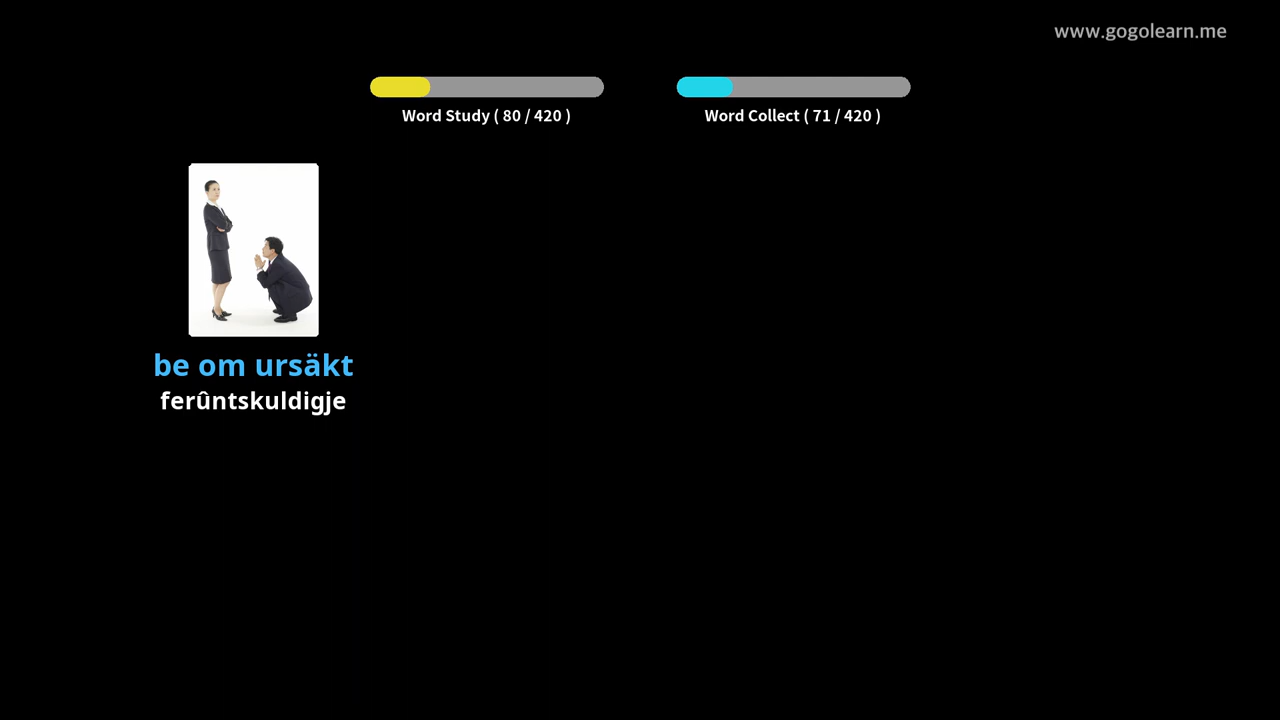 www.gogolearn.me
Word Study ( 80 / 420 )
Word Collect ( 71 / 420 )
be om ursäkt
ferûntskuldigje